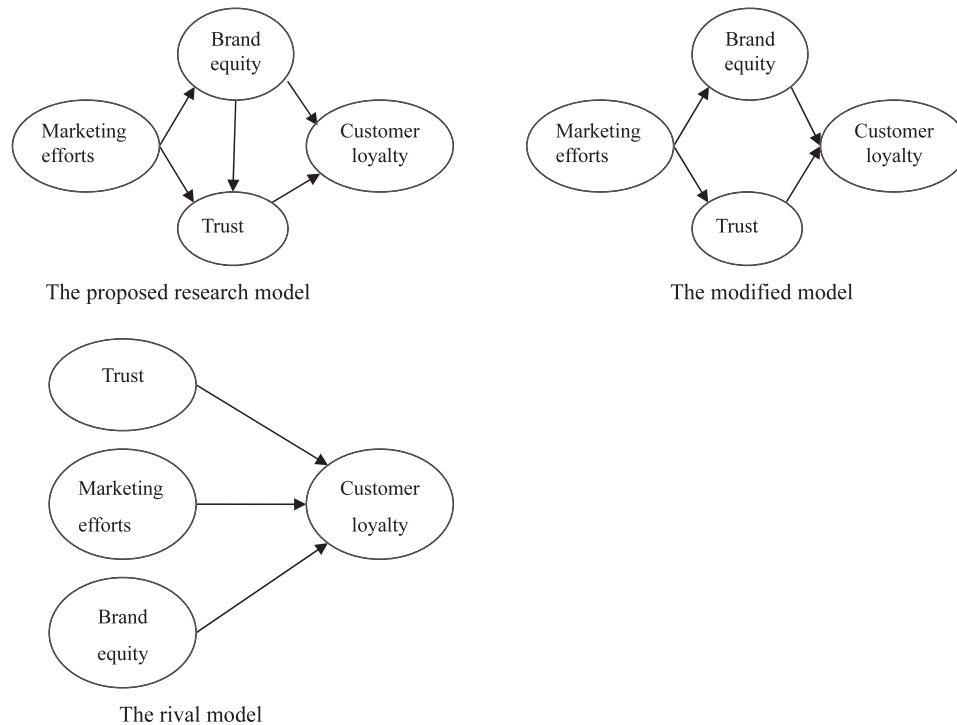 Brand
equity
Marketing
efforts
Customer
loyalty
Trust
The proposed research model
Brand
equity
Marketing
efforts
Customer
loyalty
Trust
The modified model
Trust
Marketing
efforts
Customer
loyalty
Brand
equity
The rival model